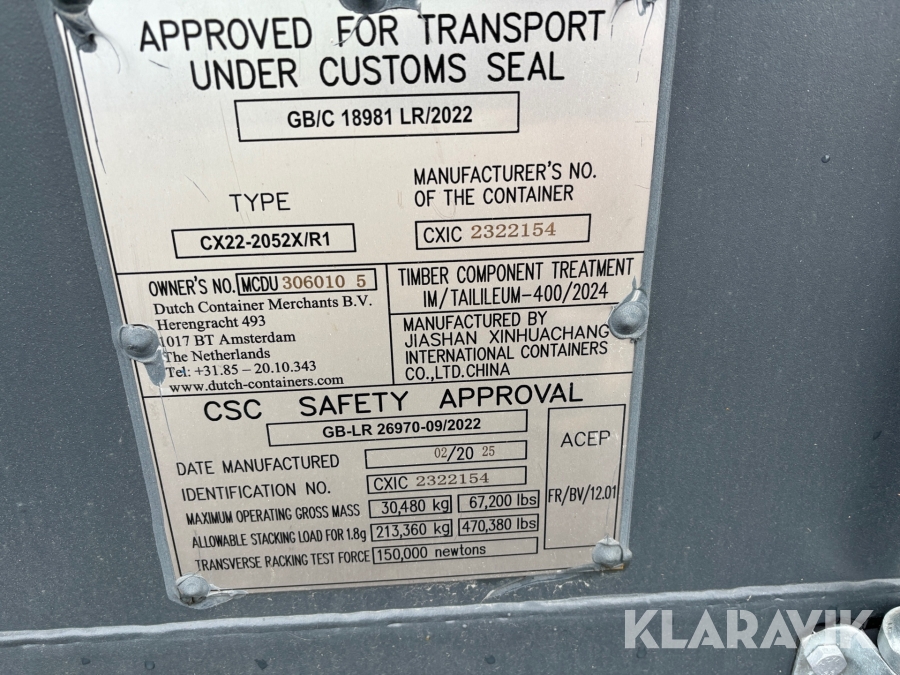 APPROVED FOR TRANSPORT
UNDER CUSTOMS SEAL
GB/C 18981 LR/2022
TYPE
CX22-2052X/R1
MANUFACTURER'S NO.
OF THE CONTAINER
CXIC 2322154
OWNER'S NO. MCDU 306010 5
Dutch Container Merchants B.V.
Herengracht 493
1017 BT Amsterdam
The Netherlands
Tel: +31.85 – 20.10.343
www.dutch-containers.com
TIMBER COMPONENT TREATMENT
IM/TAILILEUM-400/2024
MANUFACTURED BY
JIASHAN XINHUACHANG
INTERNATIONAL CONTAINERS
CO.,LTD.CHINA
CSC SAFETY APPROVAL
GB-LR 26970-09/2022
DATE MANUFACTURED 02/20 25
IDENTIFICATION NO. CXIC 2322154
MAXIMUM OPERATING GROSS MASS 30,480 kg 67,200 lbs
ALLOWABLE STACKING LOAD FOR 1.8g 213,360 kg 470,380 lbs
TRANSVERSE RACKING TEST FORCE 150,000 newtons
ACEP
FR/BV/12.01
KLARAVIK